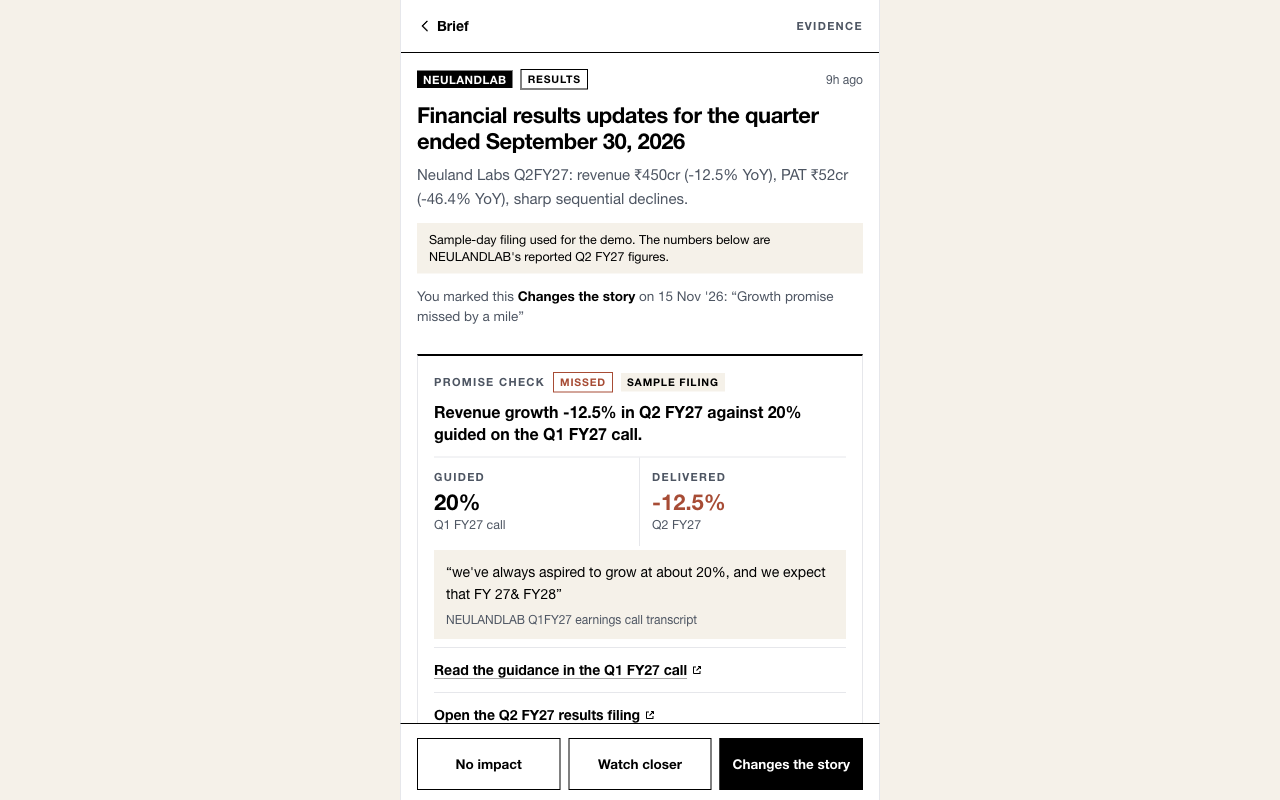 Brief
EVIDENCE
NEULANDLAB RESULTS 9h ago
Financial results updates for the quarter
ended September 30, 2026
Neuland Labs Q2FY27: revenue ₹450cr (-12.5% YoY), PAT ₹52cr
(-46.4% YoY), sharp sequential declines.
Sample-day filing used for the demo. The numbers below are
NEULANDLAB's reported Q2 FY27 figures.
You marked this Changes the story on 15 Nov '26: “Growth promise
missed by a mile”
PROMISE CHECK MISSED SAMPLE FILING
Revenue growth -12.5% in Q2 FY27 against 20%
guided on the Q1 FY27 call.
GUIDED
20%
Q1 FY27 call
DELIVERED
-12.5%
Q2 FY27
“we've always aspired to grow at about 20%, and we expect
that FY 27& FY28”
NEULANDLAB Q1FY27 earnings call transcript
Read the guidance in the Q1 FY27 call
Open the Q2 FY27 results filing
No impact
Watch closer
Changes the story